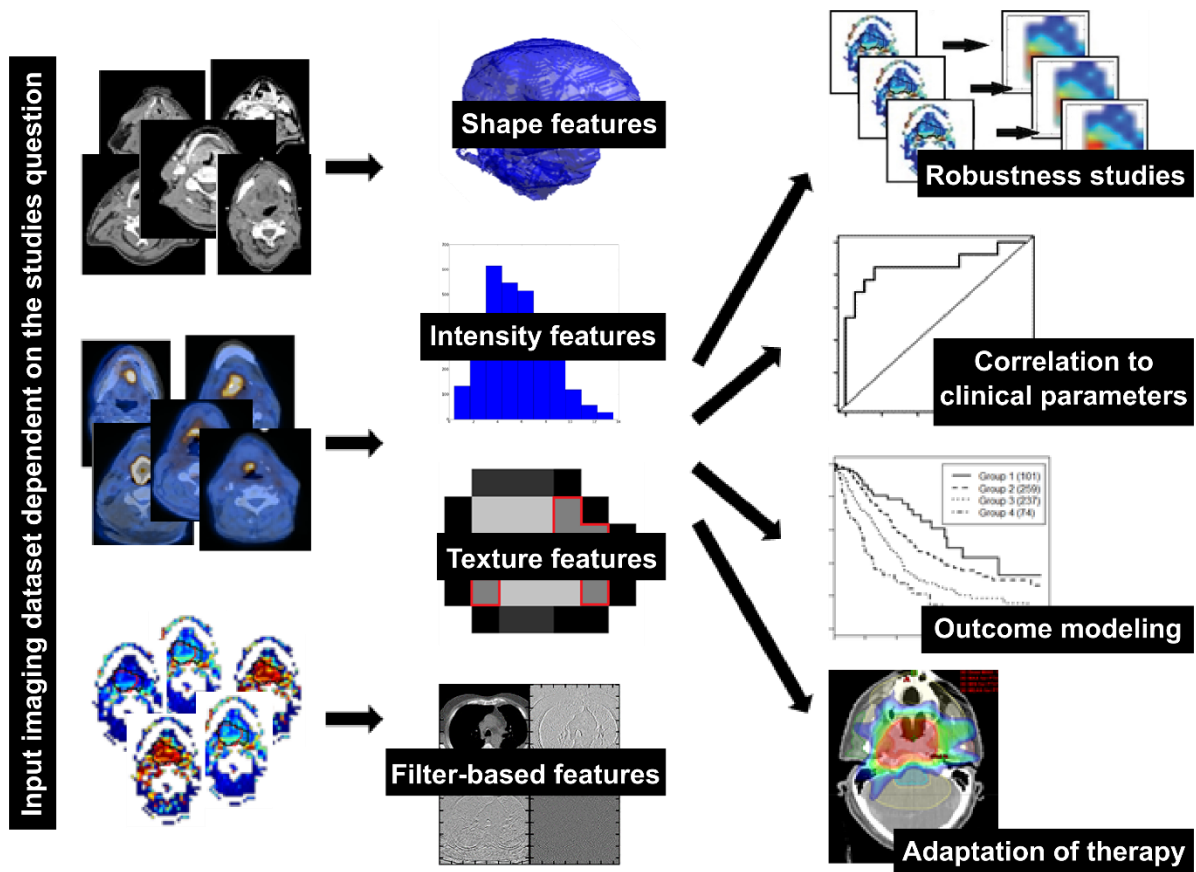 Input imaging dataset dependent on the studies question
Shape features
Intensity features
Texture features
Filter-based features
Robustness studies
Correlation to
clinical parameters
Group 1 (101)
Group 2 (259)
Group 3 (237)
Group 4 (74)
Outcome modeling
Adaptation of therapy